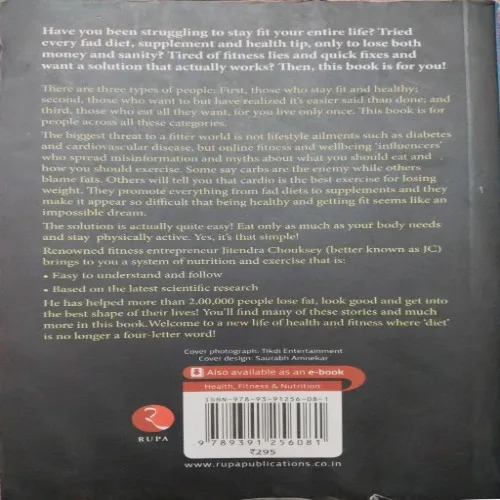 Have you been struggling to stay fit your entire life? Tried
every fad diet, supplement and health tip, only to lose both
money and sanity? Tired of fitness lies and quick fixes and
want a solution that actually works? Then, this book is for you!
There are three types of people: First, those who stay fit and healthy;
second, those who want to but have realized it's easier said than done; and
third, those who eat all they want, for you live only once. This book is for
people across all these categories.
The biggest threat to a fitter world is not lifestyle ailments such as diabetes
and cardiovascular disease, but online fitness and wellbeing 'influencers'
who spread misinformation and myths about what you should eat and
how you should exercise. Some say carbs are the enemy while others
blame fats. Others will tell you that cardio is the best exercise for losing
weight. They promote everything from fad diets to supplements and they
make it appear so difficult that being healthy and getting fit seems like an
impossible dream.
The solution is actually quite easy! Eat only as much as your body needs
and stay physically active. Yes, it's that simple!
Renowned fitness entrepreneur Jitendra Chouksey (better known as JC)
brings to you a system of nutrition and exercise that is:
• Easy to understand and follow
• Based on the latest scientific research
He has helped more than 2,00,000 people lose fat, look good and get into
the best shape of their lives! You'll find many of these stories and much
more in this book.Welcome to a new life of health and fitness where 'diet'
is no longer a four-letter word!
Cover photograph: Tikdi Entertainment
Cover design: Saurabh Amnekar
Also available as an e-book
Health, Fitness & Nutrition
ISBN-978-93-91256-08-1
9 789391 256081
₹295
RUPA
www.rupapublications.co.in